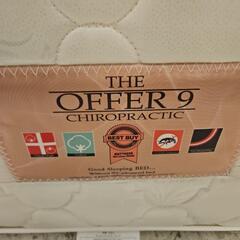 THE
OFFER 9
CHIROPRACTIC
BEST BUY
Good Sleeping BED...